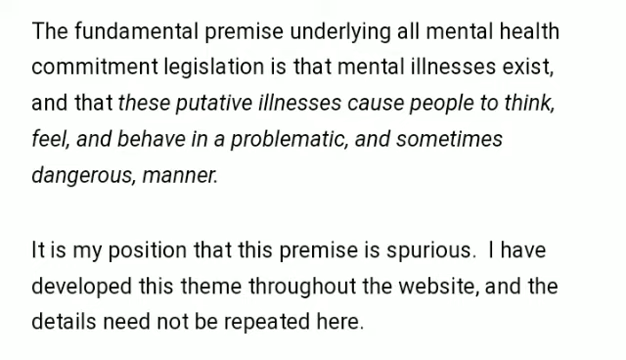 The fundamental premise underlying all mental health
commitment legislation is that mental illnesses exist,
and that these putative illnesses cause people to think,
feel, and behave in a problematic, and sometimes
dangerous, manner.
It is my position that this premise is spurious.  I have
developed this theme throughout the website, and the
details need not be repeated here.